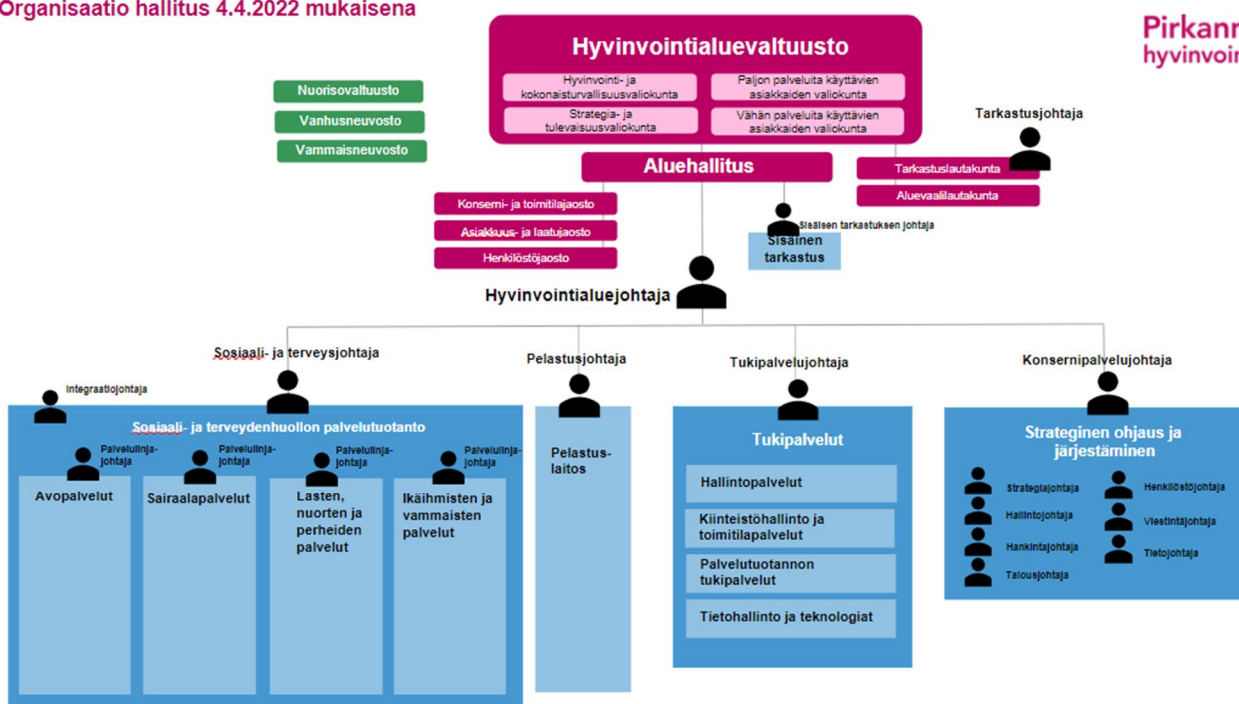 Organisaatio hallitus 4.4.2022 mukaisena
Hyvinvointialuevaltuusto
Hyvinvointi- ja
kokonaisturvallisuusvaliokunta
Paljon palveluita käyttävien
asiakkaiden valiokunta
Strategia- ja
tulevaisuusvaliokunta
Vähän palveluita käyttävien
asiakkaiden valiokunta
Pirkann
hyvinvoin
Nuorisovaltuusto
Vanhusneuvosto
Vammaisneuvosto
Tarkastusjohtaja
Aluehallitus
Tarkastuslautakunta
Aluevaalilautakunta
Konserni- ja toimitilajaosto
Asiakkuus- ja laatujaosto
Henkilöstöjaosto
Sisäisen tarkastuksen johtaja
Sisäinen
tarkastus
Hyvinvointialuejohtaja
Sosiaali- ja terveysjohtaja
Pelastusjohtaja
Tukipalvelujohtaja
Konsernipalvelujohtaja
Integraatiojohtaja
Sosiaali- ja terveydenhuollon palvelutuotanto
Palvelulinja-
johtaja
Palvelulinja-
johtaja
Palvelulinja-
johtaja
Palvelulinja-
johtaja
Avopalvelut
Sairaalapalvelut
Lasten,
nuorten ja
perheiden
palvelut
Ikäihmisten ja
vammaisten
palvelut
Pelastus-
laitos
Tukipalvelut
Hallintopalvelut
Kiinteistöhallinto ja
toimitilapalvelut
Palvelutuotannon
tukipalvelut
Tietohallinto ja teknologiat
Strateginen ohjaus ja
järjestäminen
Strategiajohtaja
Hallintojohtaja
Hankintajohtaja
Talousjohtaja
Henkilöstöjohtaja
Viestintäjohtaja
Tietojohtaja